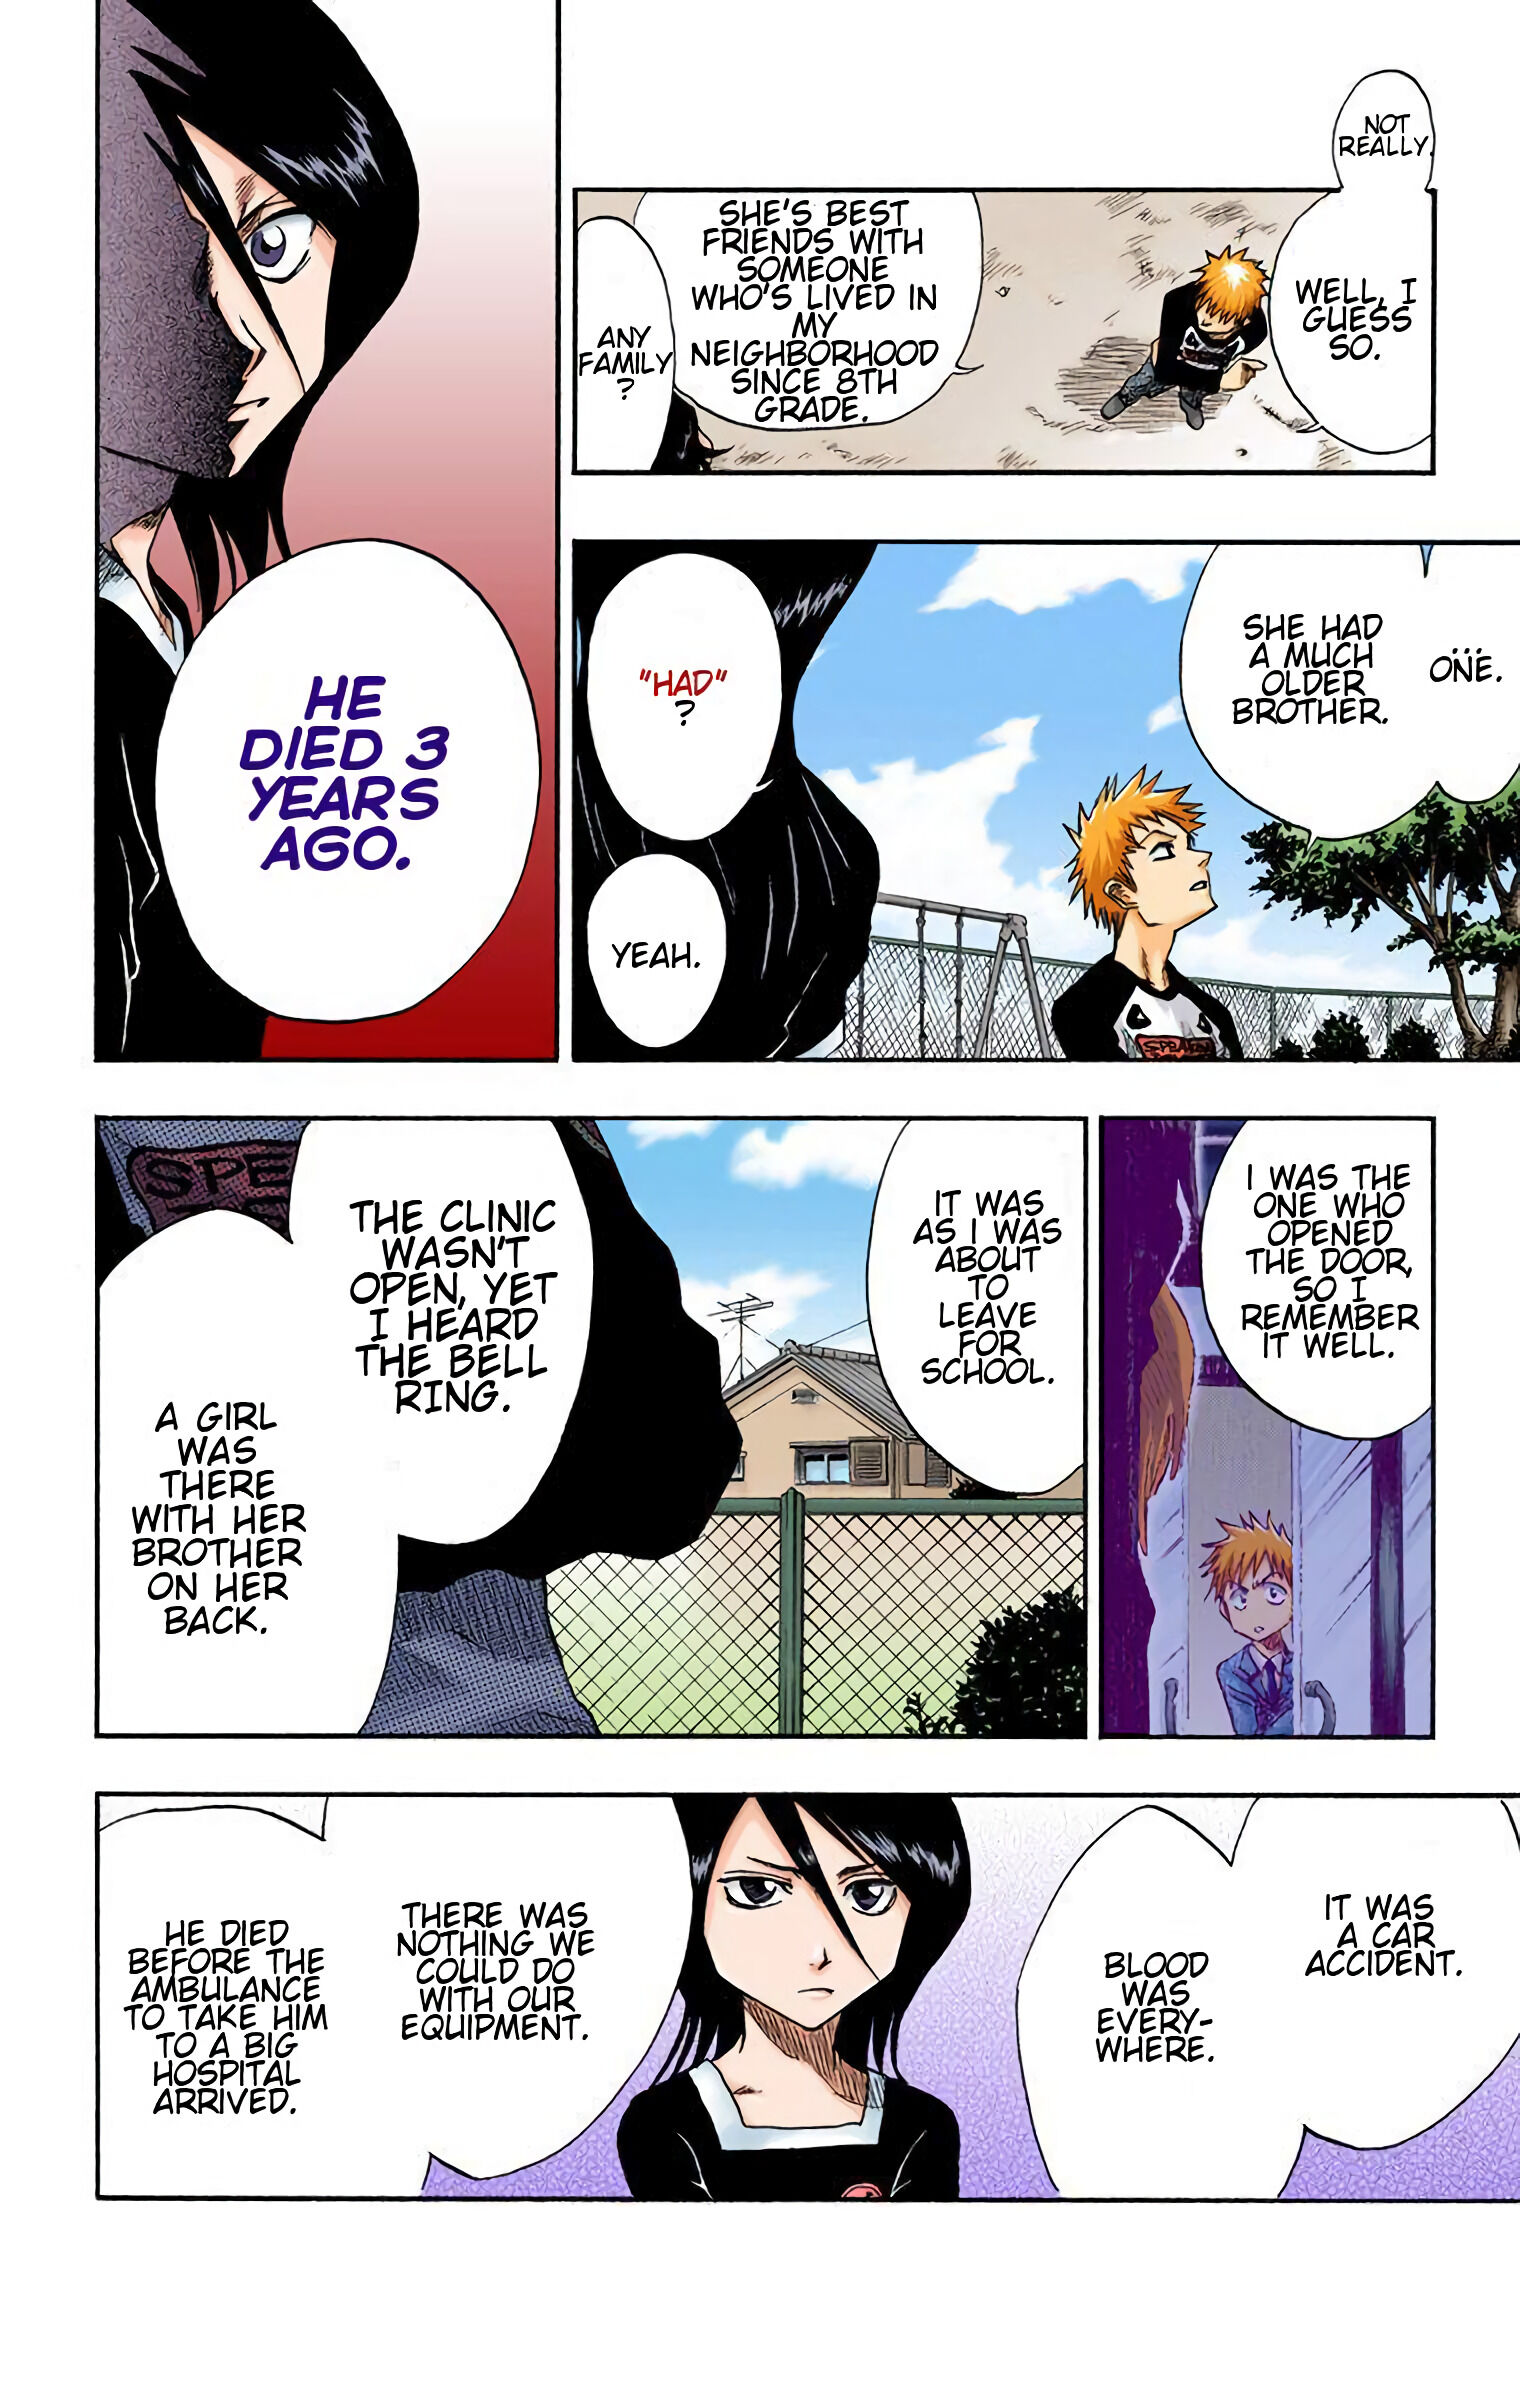 NOT
REALLY.
WELL, I
GUESS
SO.
SHE'S BEST
FRIENDS WITH
SOMEONE
WHO'S LIVED IN
MY
NEIGHBORHOOD
SINCE 8TH
GRADE.
ANY
FAMILY
?
...
ONE.
SHE HAD
A MUCH
OLDER
BROTHER.
"HAD"
?
YEAH.
SPEA
HE
DIED 3
YEARS
AGO.
I WAS THE
ONE WHO
OPENED
THE DOOR,
SO I
REMEMBER
IT WELL.
IT WAS
AS I WAS
ABOUT
TO
LEAVE
FOR
SCHOOL.
THE CLINIC
WASN'T
OPEN, YET
I HEARD
THE BELL
RING.
SPE
A GIRL
WAS
THERE
WITH HER
BROTHER
ON HER
BACK.
IT WAS
A CAR
ACCIDENT.
BLOOD
WAS
EVERY-
WHERE.
THERE WAS
NOTHING WE
COULD DO
WITH OUR
EQUIPMENT.
HE DIED
BEFORE THE
AMBULANCE
TO TAKE HIM
TO A BIG
HOSPITAL
ARRIVED.